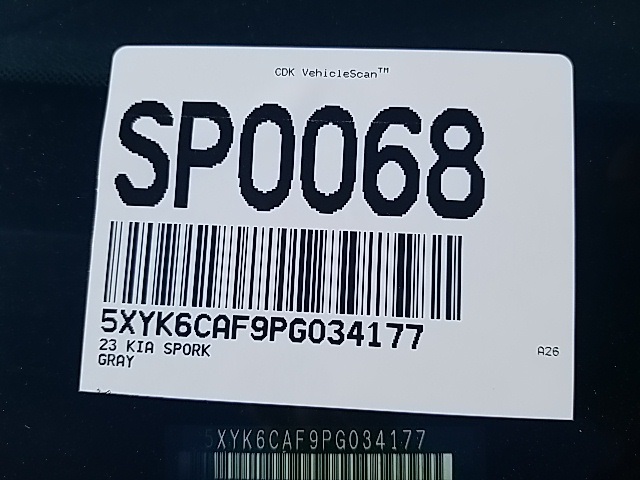 CDK VehicleScan™
SP0068
5XYK6CAF9PG034177
23 KIA SPORK
GRAY
A26
5XYK6CAF9PG034177